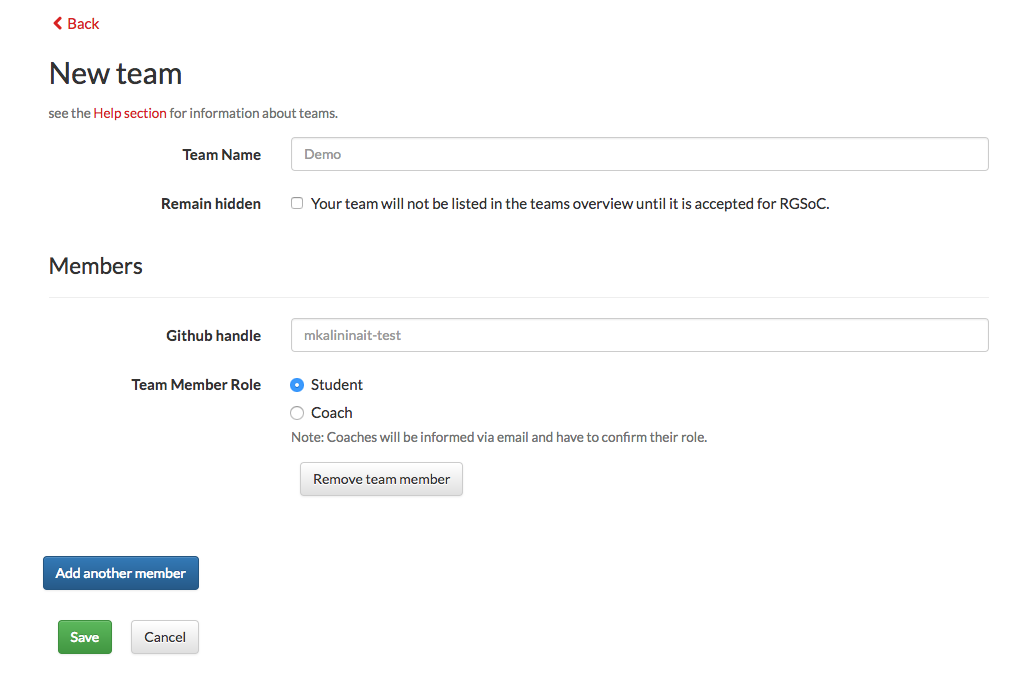 Back
New team
see the Help section for information about teams.
Team Name Demo
Remain hidden Your team will not be listed in the teams overview until it is accepted for RGSoC.
Members
Github handle mkalininait-test
Team Member Role Student
Coach
Note: Coaches will be informed via email and have to confirm their role.
Remove team member
Add another member
Save Cancel